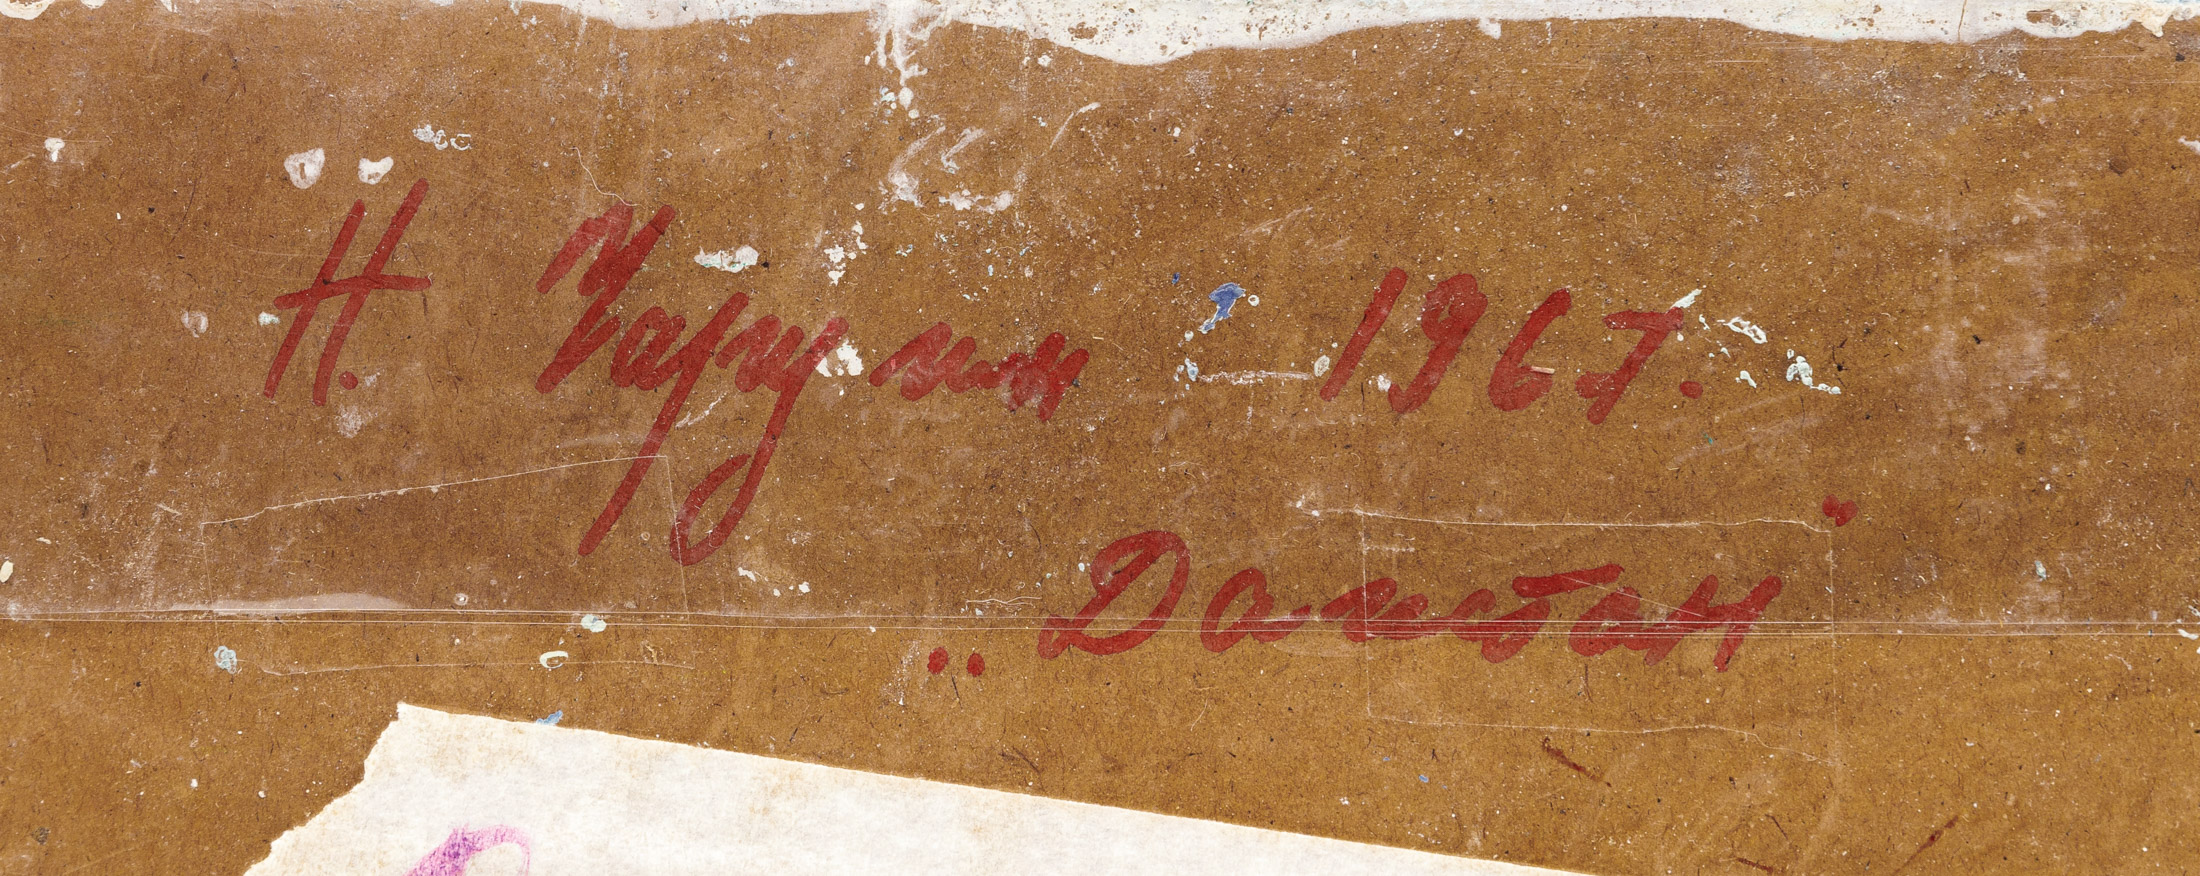 Н. Чарушин 1967.
„Дагестан”